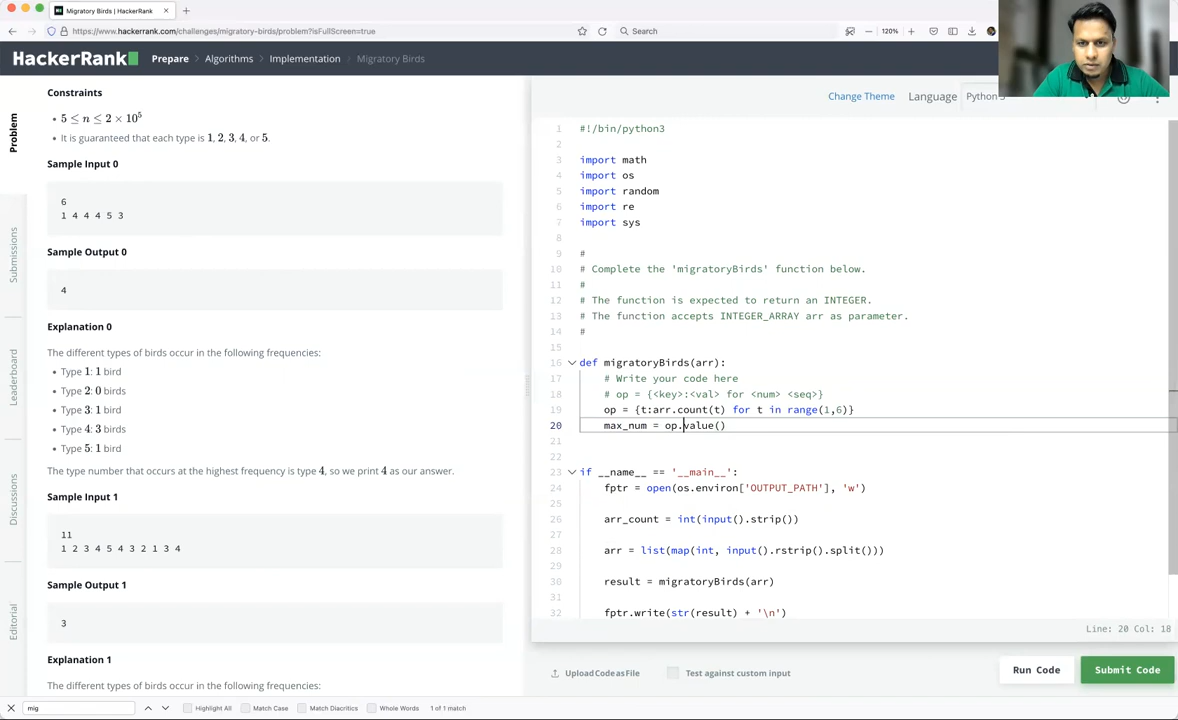 Migratory Birds | HackerRank
https://www.hackerrank.com/challenges/migratory-birds/problem?isFullScreen=true
Search
120%
HackerRank
Prepare > Algorithms > Implementation > Migratory Birds
Change Theme Language Python 3
Problem
Submissions
Leaderboard
Discussions
Editorial
Constraints
• 5 ≤ n ≤ 2 × 10⁵
• It is guaranteed that each type is 1, 2, 3, 4, or 5.
Sample Input 0
6
1 4 4 4 5 3
Sample Output 0
4
Explanation 0
The different types of birds occur in the following frequencies:
• Type 1: 1 bird
• Type 2: 0 birds
• Type 3: 1 bird
• Type 4: 3 birds
• Type 5: 1 bird
The type number that occurs at the highest frequency is type 4, so we print 4 as our answer.
Sample Input 1
11
1 2 3 4 5 4 3 2 1 3 4
Sample Output 1
3
Explanation 1
The different types of birds occur in the following frequencies:
1 #!/bin/python3
2
3 import math
4 import os
5 import random
6 import re
7 import sys
8
9 #
10 # Complete the 'migratoryBirds' function below.
11 #
12 # The function is expected to return an INTEGER.
13 # The function accepts INTEGER_ARRAY arr as parameter.
14 #
15
16 def migratoryBirds(arr):
17 # Write your code here
18 # op = {<key>:<val> for <num> <seq>}
19 op = {t:arr.count(t) for t in range(1,6)}
20 max_num = op.value()
21
22
23 if __name__ == '__main__':
24 fptr = open(os.environ['OUTPUT_PATH'], 'w')
25
26 arr_count = int(input().strip())
27
28 arr = list(map(int, input().rstrip().split()))
29
30 result = migratoryBirds(arr)
31
32 fptr.write(str(result) + '\n')
Line: 20 Col: 18
Upload Code as File
Test against custom input
Run Code
Submit Code
mig
Highlight All
Match Case
Match Diacritics
Whole Words
1 of 1 match